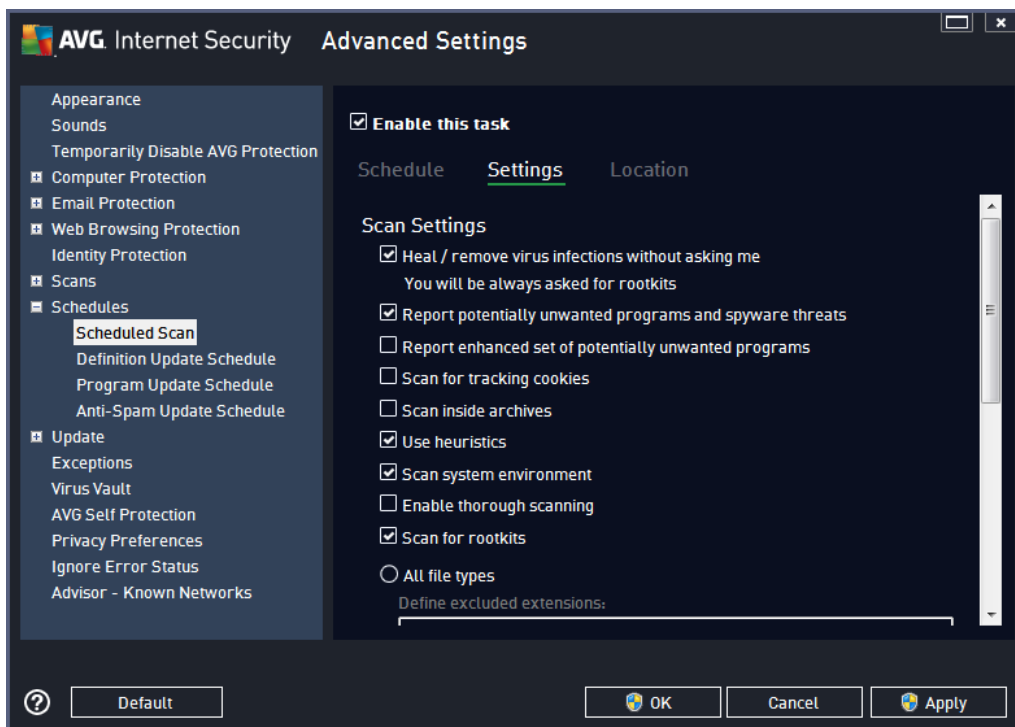 AVG. Internet Security Advanced Settings
Appearance
Sounds
Temporarily Disable AVG Protection
Computer Protection
Email Protection
Web Browsing Protection
Identity Protection
Scans
Schedules
Scheduled Scan
Definition Update Schedule
Program Update Schedule
Anti-Spam Update Schedule
Update
Exceptions
Virus Vault
AVG Self Protection
Privacy Preferences
Ignore Error Status
Advisor - Known Networks
Enable this task
Schedule Settings Location
Scan Settings
Heal / remove virus infections without asking me
You will be always asked for rootkits
Report potentially unwanted programs and spyware threats
Report enhanced set of potentially unwanted programs
Scan for tracking cookies
Scan inside archives
Use heuristics
Scan system environment
Enable thorough scanning
Scan for rootkits
All file types
Define excluded extensions:
Default OK Cancel Apply